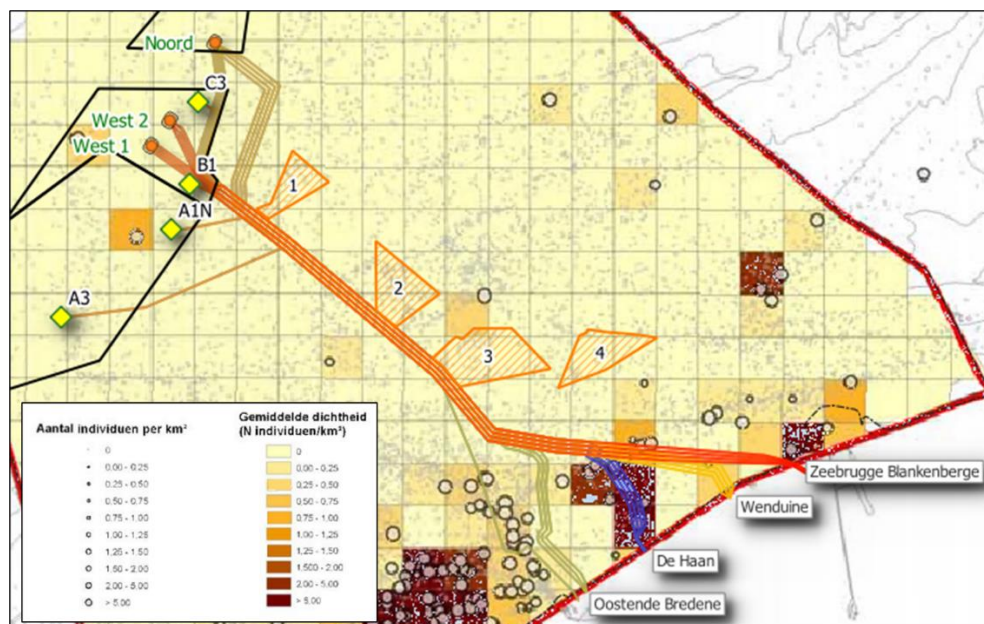 Noord
C3
West 2
West 1
B1
1
A1N
2
A3
3
4
Aantal individuen per km²
0
0.00 - 0.25
0.25 - 0.50
0.50 - 0.75
0.75 - 1.00
1.00 - 1.25
1.25 - 1.50
1.50 - 2.00
2.00 - 5.00
> 5.00
Gemiddelde dichtheid
(N individuen/km²)
0
0.00 - 0.25
0.25 - 0.50
0.50 - 0.75
0.75 - 1.00
1.00 - 1.25
1.25 - 1.50
1.500 - 2.00
2.00 - 5.00
> 5.00
Zeebrugge Blankenberge
Wenduine
De Haan
Oostende Bredene